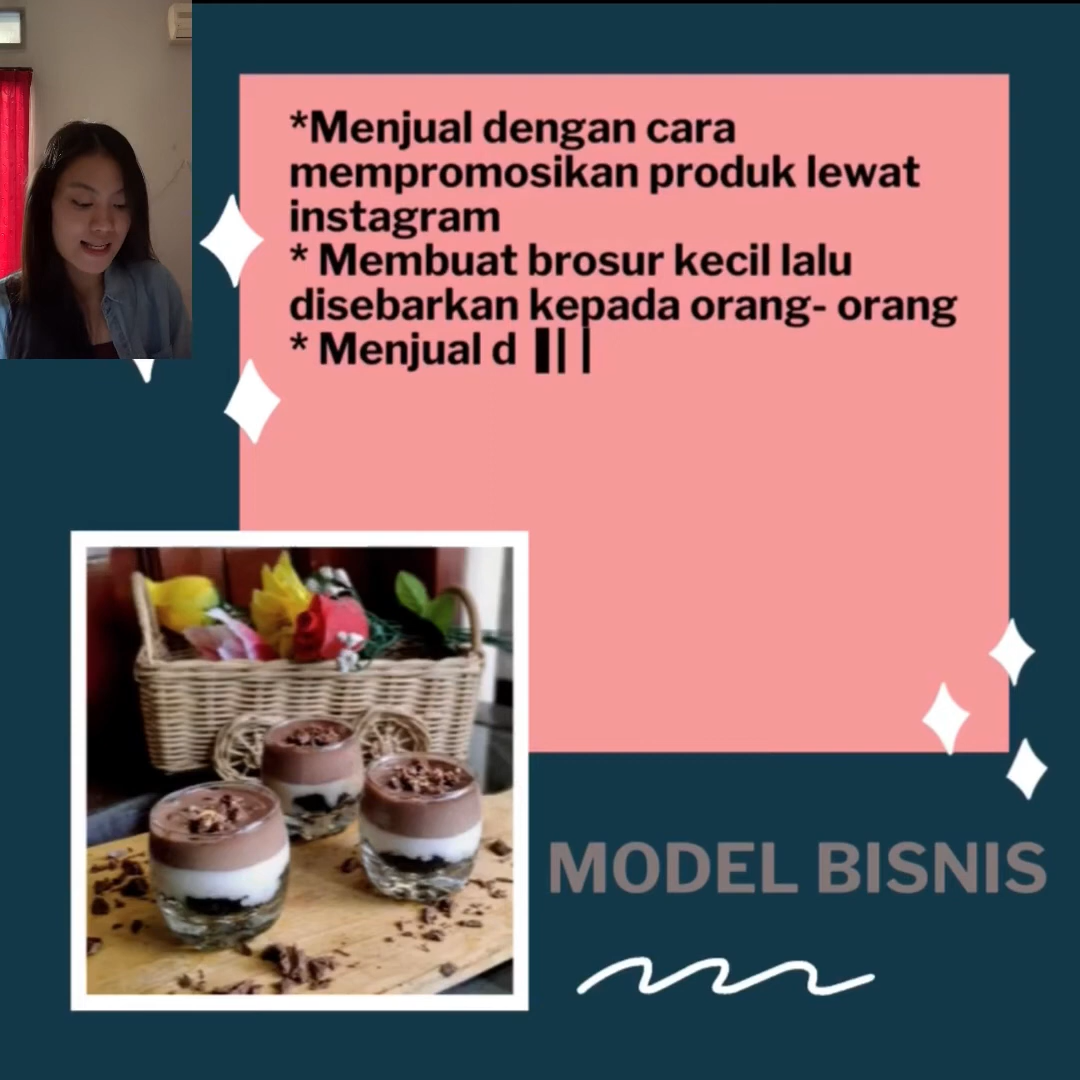 *Menjual dengan cara
mempromosikan produk lewat
instagram
* Membuat brosur kecil lalu
disebarkan kepada orang- orang
* Menjual d
MODEL BISNIS